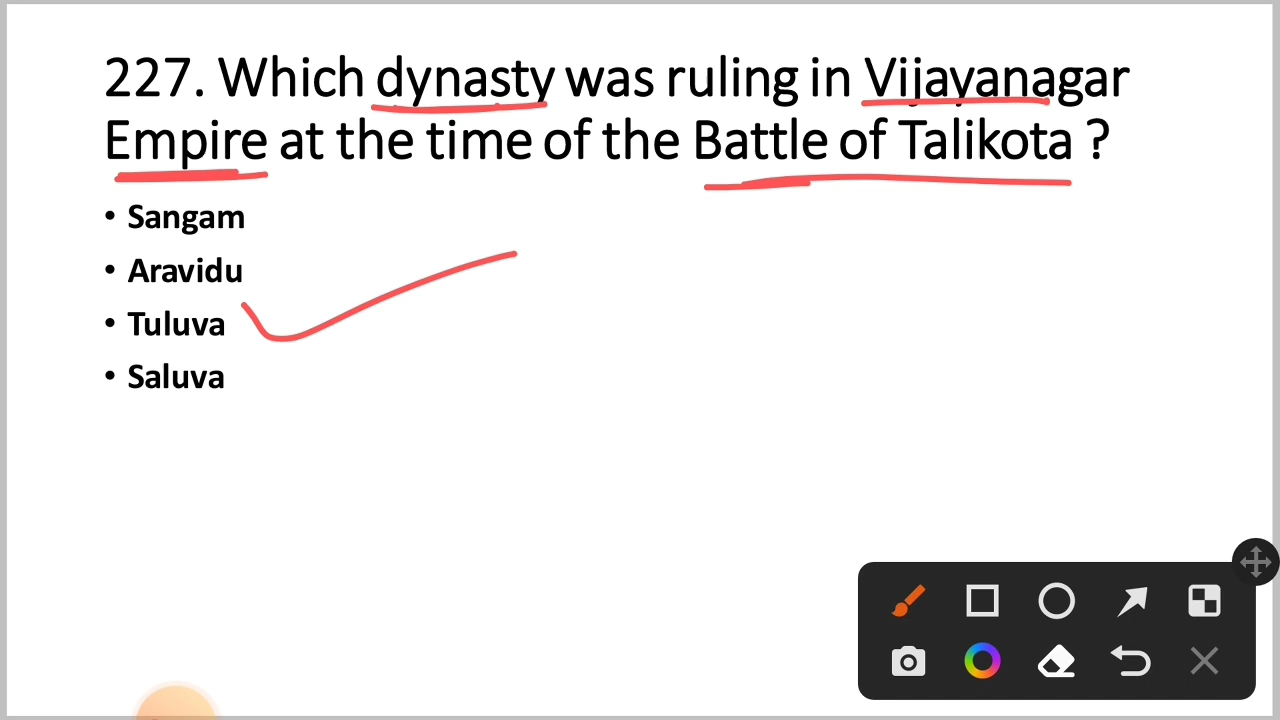 227. Which dynasty was ruling in Vijayanagar
Empire at the time of the Battle of Talikota ?
• Sangam
• Aravidu
• Tuluva
• Saluva